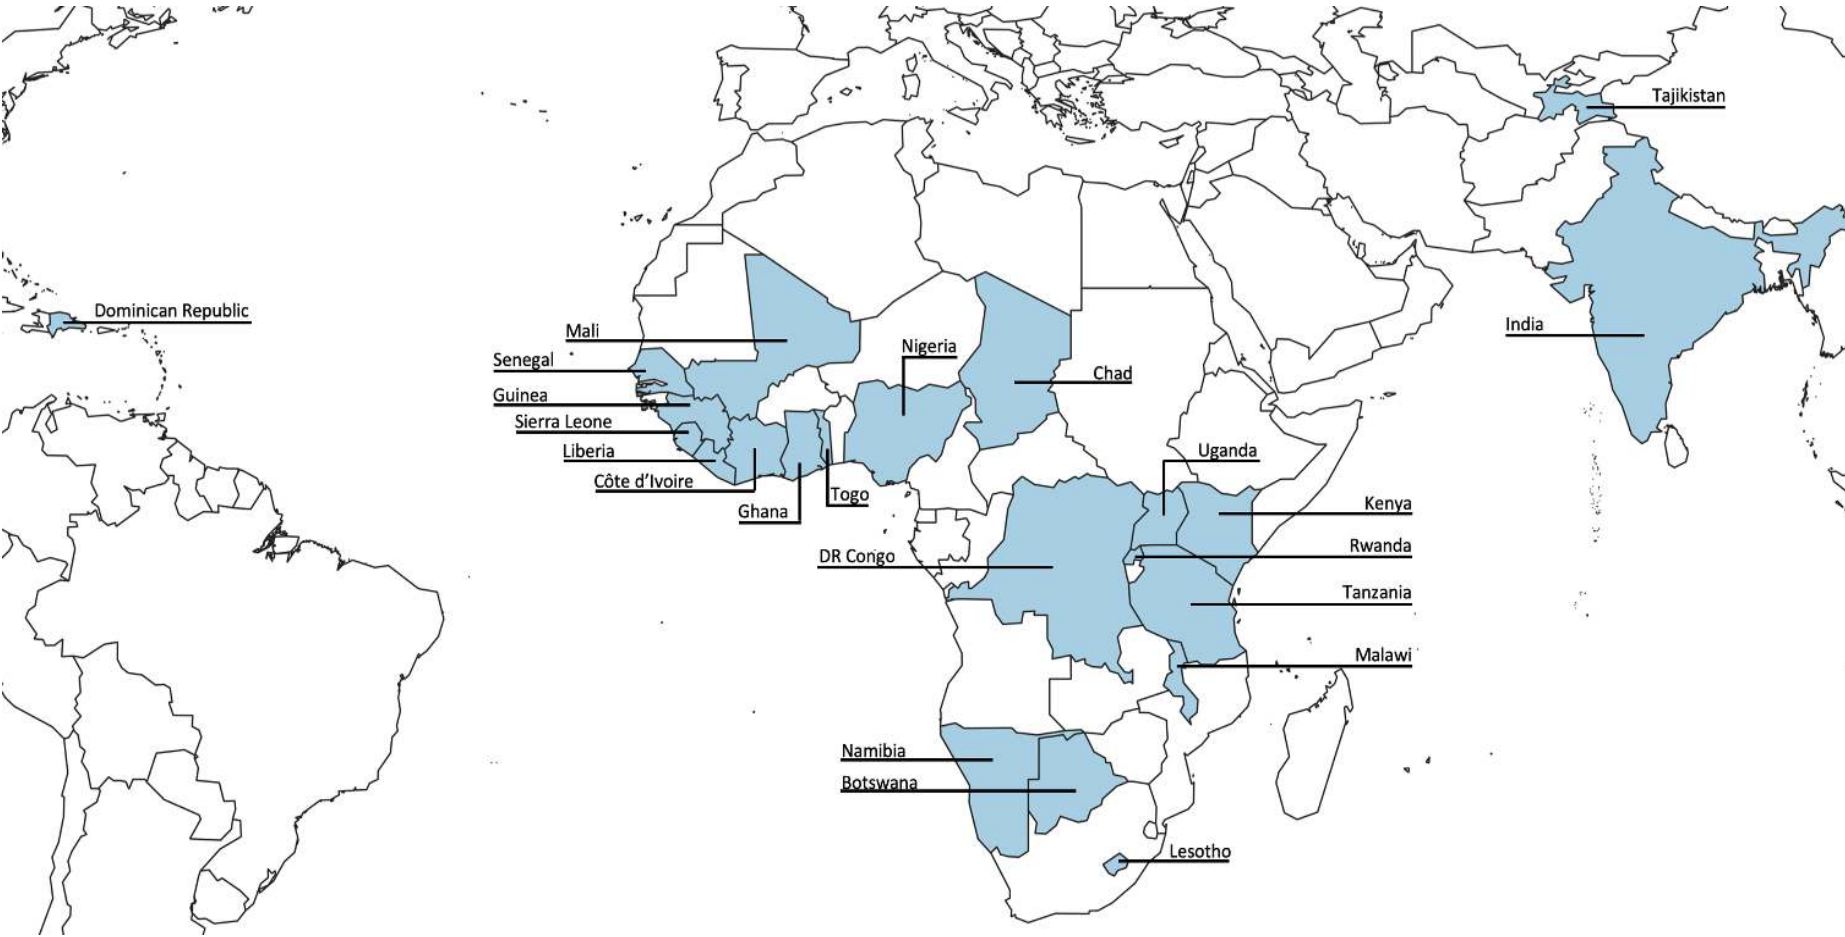 Tajikistan
Dominican Republic
India
Mali
Nigeria
Senegal
Chad
Guinea
Sierra Leone
Liberia
Uganda
Côte d’Ivoire
Togo
Ghana
Kenya
Rwanda
DR Congo
Tanzania
Malawi
Namibia
Botswana
Lesotho